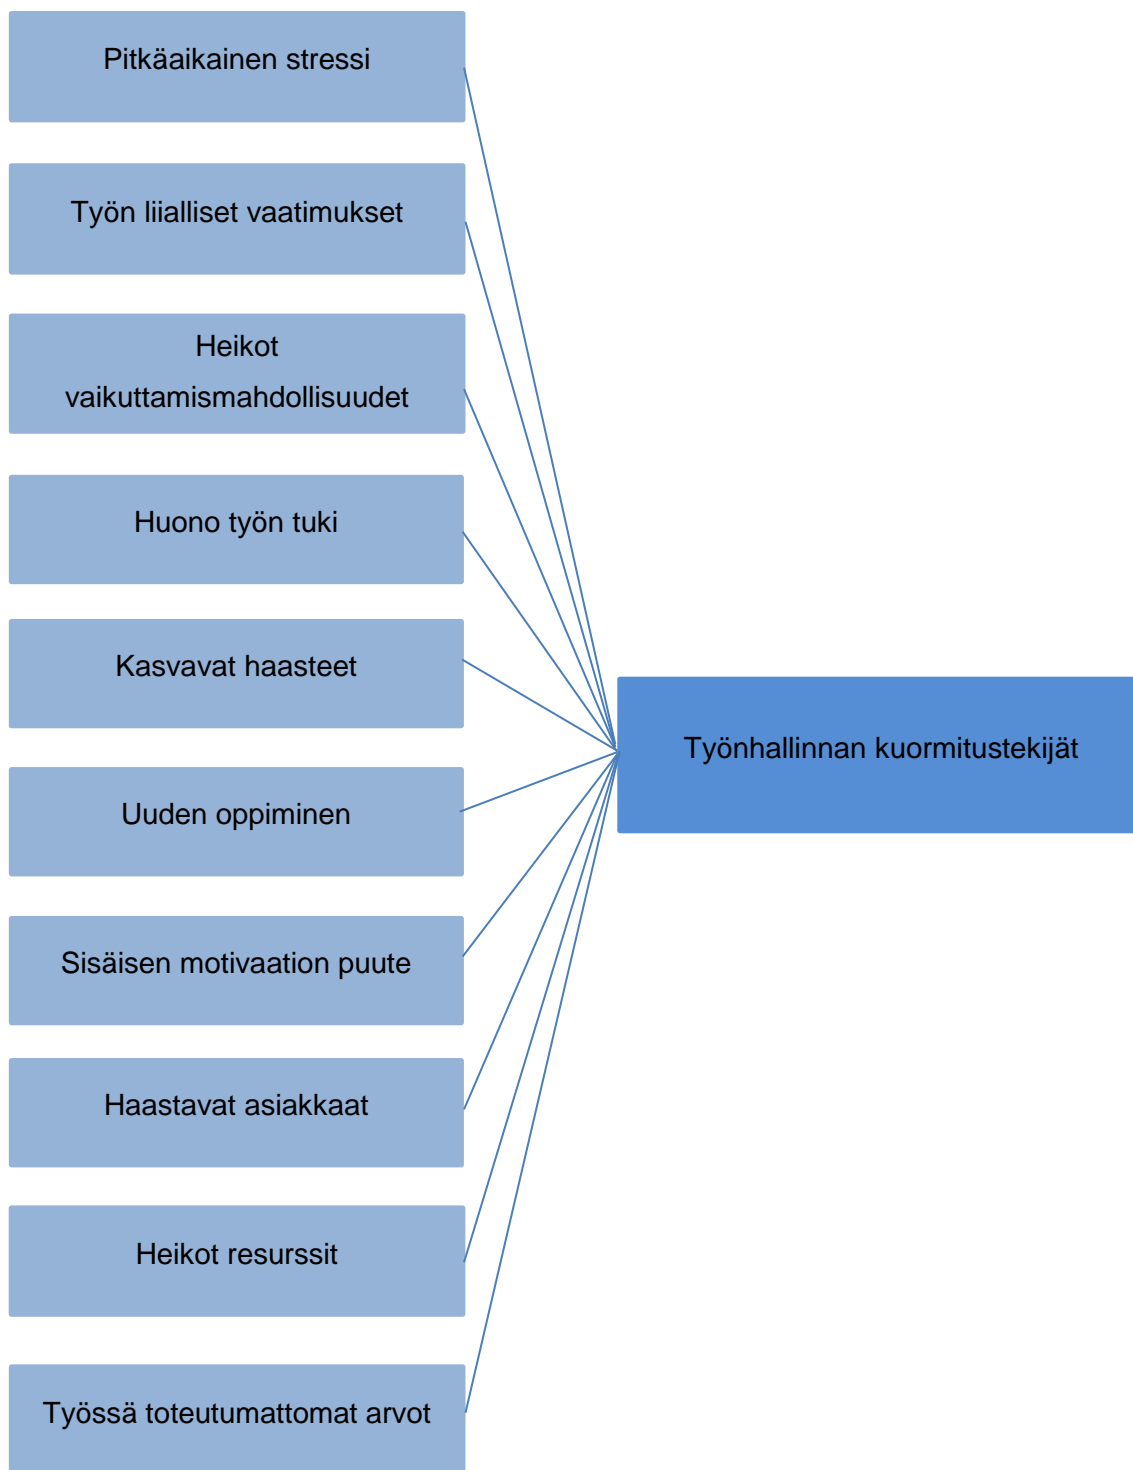 Pitkäaikainen stressi
Työn liialliset vaatimukset
Heikot
vaikuttamismahdollisuudet
Huono työn tuki
Kasvavat haasteet
Työnhallinnan kuormitustekijät
Uuden oppiminen
Sisäisen motivaation puute
Haastavat asiakkaat
Heikot resurssit
Työssä toteutumattomat arvot